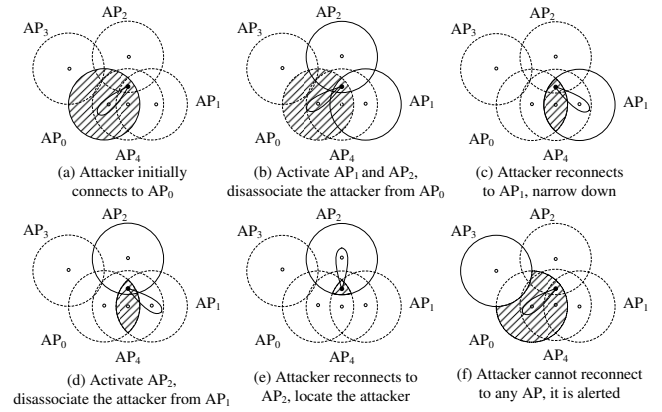 AP₂
AP₃
AP₁
AP₀
AP₄
(a) Attacker initially
connects to AP₀
AP₂
AP₃
AP₁
AP₀
AP₄
(b) Activate AP₁ and AP₂,
disassociate the attacker from AP₀
AP₂
AP₃
AP₁
AP₀
AP₄
(c) Attacker reconnects
to AP₁, narrow down
AP₂
AP₃
AP₁
AP₀
AP₄
(d) Activate AP₂,
disassociate the attacker from AP₁
AP₂
AP₃
AP₁
AP₀
AP₄
(e) Attacker reconnects to
AP₂, locate the attacker
AP₂
AP₃
AP₁
AP₀
AP₄
(f) Attacker cannot reconnect
to any AP, it is alerted